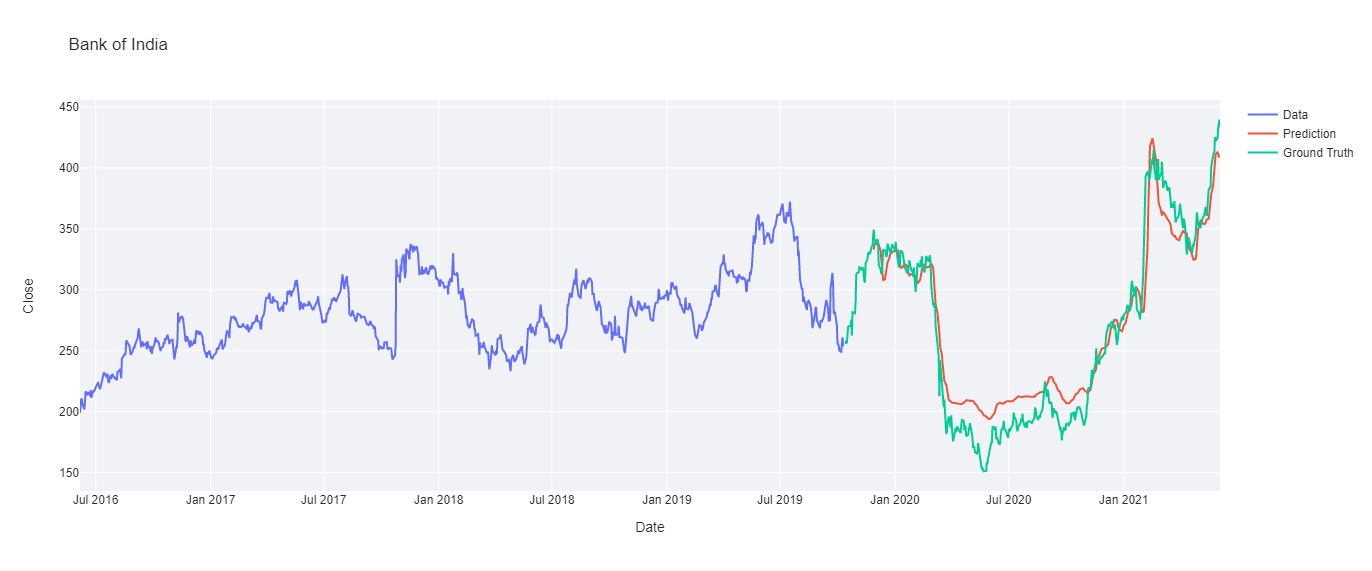 Bank of India
450
400
350
300
250
200
150
Close
Jul 2016 Jan 2017 Jul 2017 Jan 2018 Jul 2018 Jan 2019 Jul 2019 Jan 2020 Jul 2020 Jan 2021
Date
Data
Prediction
Ground Truth